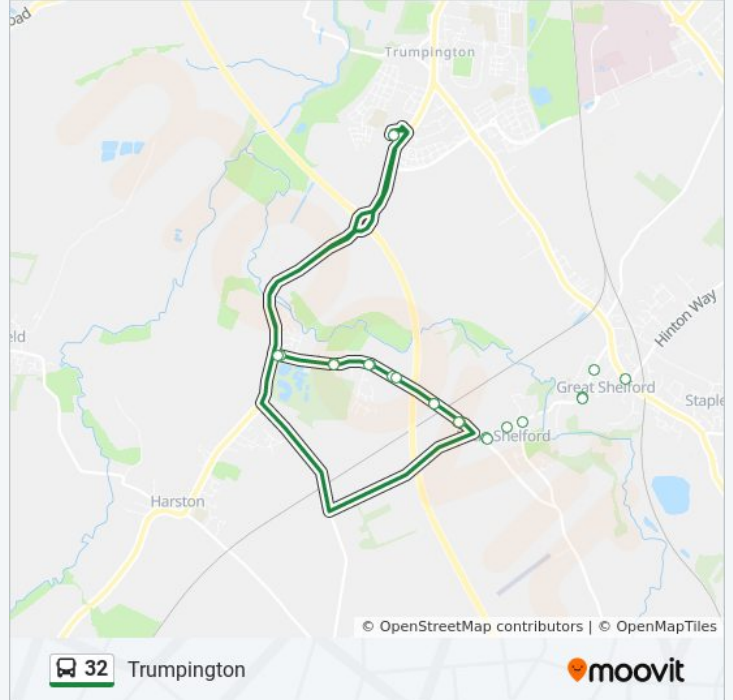 oad
Trumpington
eld
Hinton Way
Great Shelford
Staple
Shelford
Harston
© OpenStreetMap contributors | © OpenMapTiles
32 Trumpington
moovit